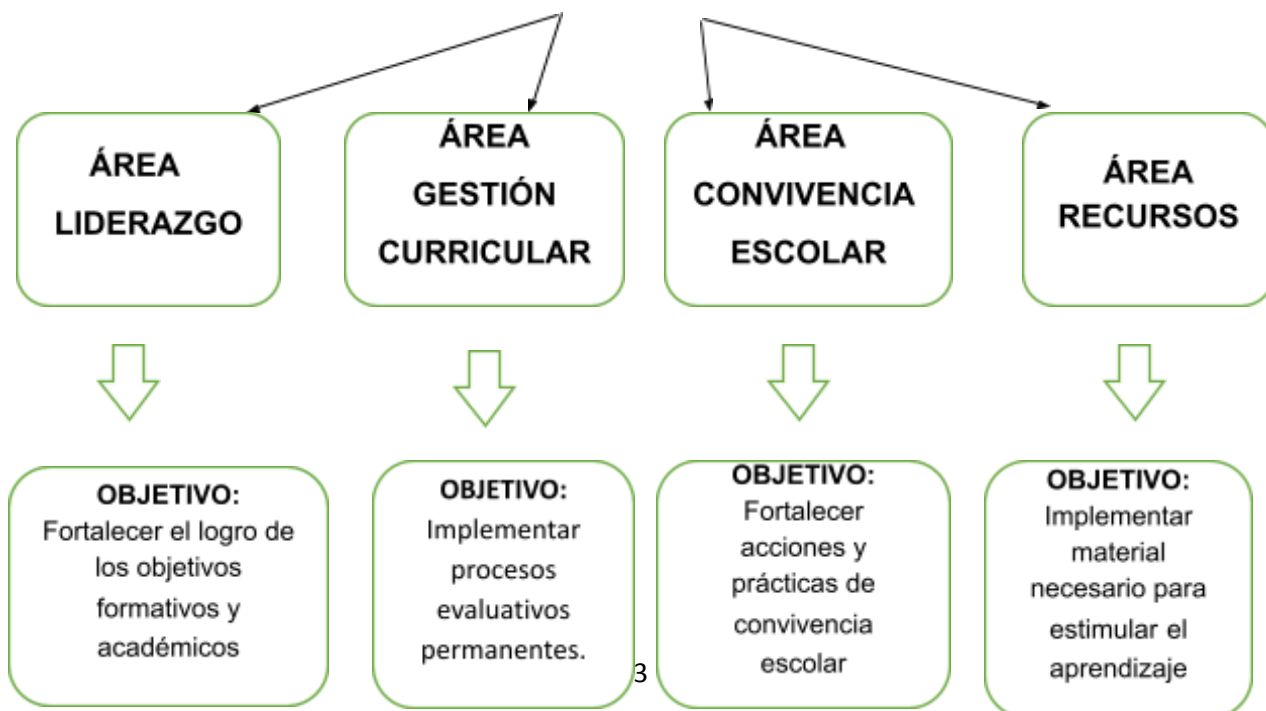 ÁREA
LIDERAZGO
ÁREA
GESTIÓN
CURRICULAR
ÁREA
CONVIVENCIA
ESCOLAR
ÁREA
RECURSOS
OBJETIVO:
Fortalecer el logro de
los objetivos
formativos y
académicos
OBJETIVO:
Implementar
procesos
evaluativos
permanentes.
OBJETIVO:
Fortalecer
acciones y
prácticas de
convivencia
escolar
OBJETIVO:
Implementar
material
necesario para
estimular el
aprendizaje
3